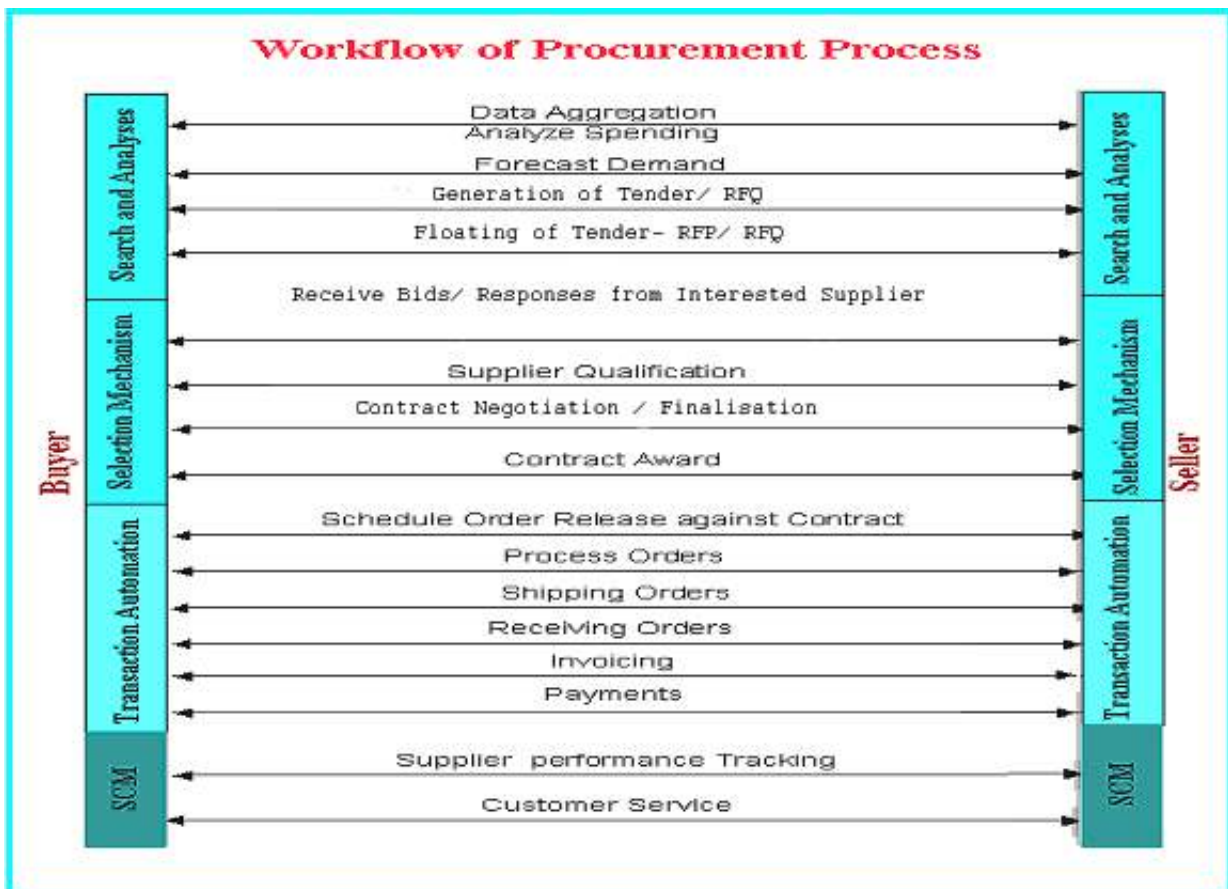 Workflow of Procurement Process
Data Aggregation
Analyze Spending
Forecast Demand
Generation of Tender/ RFQ
Floating of Tender- RFP/ RFQ
Receive Bids/ Responses from Interested Supplier
Supplier Qualification
Contract Negotiation / Finalisation
Contract Award
Schedule Order Release against Contract
Process Orders
Shipping Orders
Receiving Orders
Invoicing
Payments
Supplier performance Tracking
Customer Service
Buyer
Search and Analyses
Selection Mechanism
Transaction Automation
SCM
Search and Analyses
Selection Mechanism
Transaction Automation
SCM
Seller